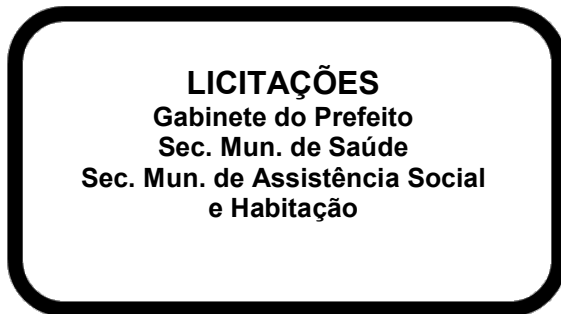 LICITAÇÕES
Gabinete do Prefeito
Sec. Mun. de Saúde
Sec. Mun. de Assistência Social
e Habitação